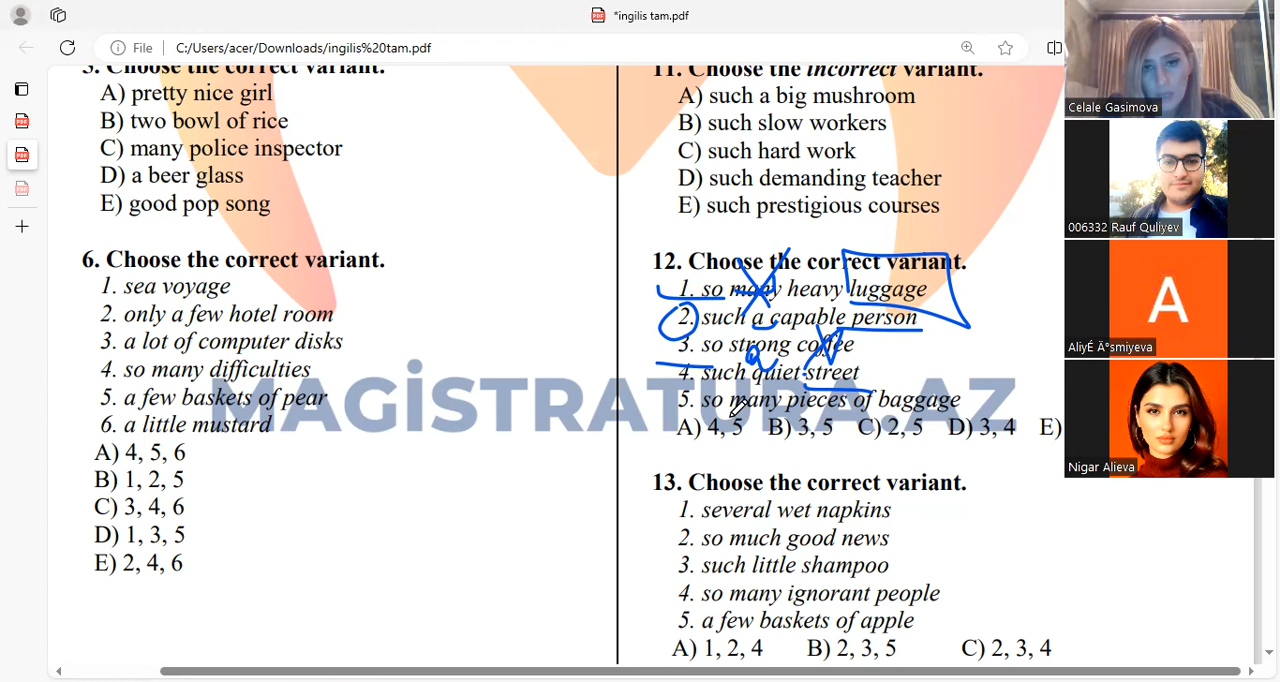 *ingilis tam.pdf
File C:/Users/acer/Downloads/ingilis%20tam.pdf
5. Choose the correct variant.
A) pretty nice girl
B) two bowl of rice
C) many police inspector
D) a beer glass
E) good pop song
6. Choose the correct variant.
1. sea voyage
2. only a few hotel room
3. a lot of computer disks
4. so many difficulties
5. a few baskets of pear
6. a little mustard
A) 4, 5, 6
B) 1, 2, 5
C) 3, 4, 6
D) 1, 3, 5
E) 2, 4, 6
11. Choose the incorrect variant.
A) such a big mushroom
B) such slow workers
C) such hard work
D) such demanding teacher
E) such prestigious courses
12. Choose the correct variant.
1. so many heavy luggage
2. such a capable person
3. so strong coffee
a
4. such quiet street
5. so many pieces of baggage
A) 4, 5 B) 3, 5 C) 2, 5 D) 3, 4 E)
13. Choose the correct variant.
1. several wet napkins
2. so much good news
3. such little shampoo
4. so many ignorant people
5. a few baskets of apple
A) 1, 2, 4 B) 2, 3, 5 C) 2, 3, 4
MAGİSTRATURA.AZ
Celale Gasimova
006332 Rauf Quliyev
A
AliyÉ Ä°smiyeva
Nigar Alieva